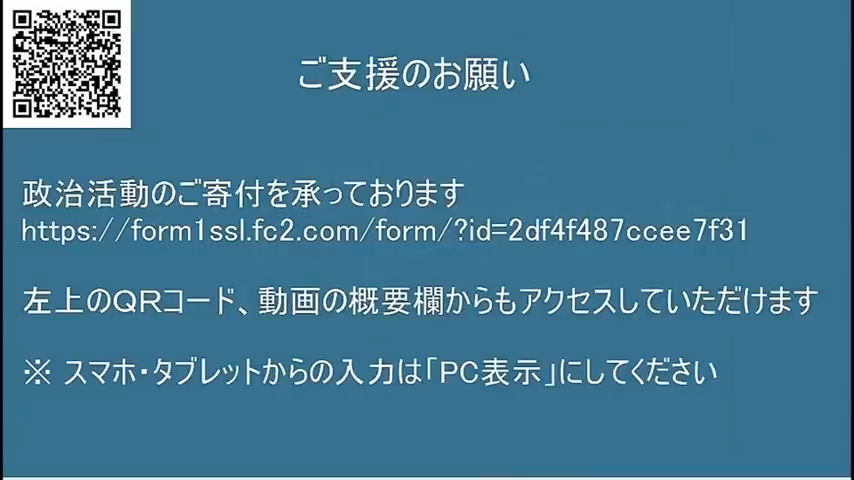 ご支援のお願い
政治活動のご寄付を承っております
https://form1ssl.fc2.com/form/?id=2df4f487ccee7f31
左上のＱＲコード、動画の概要欄からもアクセスしていただけます
※ スマホ・タブレットからの入力は「ＰＣ表示」にしてください